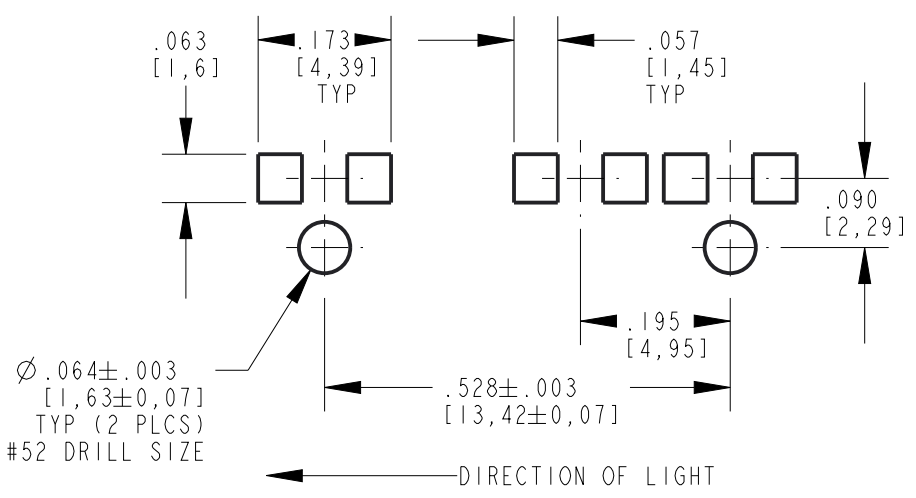 .063
[1,6]
.173
[4,39]
TYP
.057
[1,45]
TYP
.090
[2,29]
.195
[4,95]
Ø .064±.003
[1,63±0,07]
TYP (2 PLCS)
#52 DRILL SIZE
.528±.003
[13,42±0,07]
DIRECTION OF LIGHT